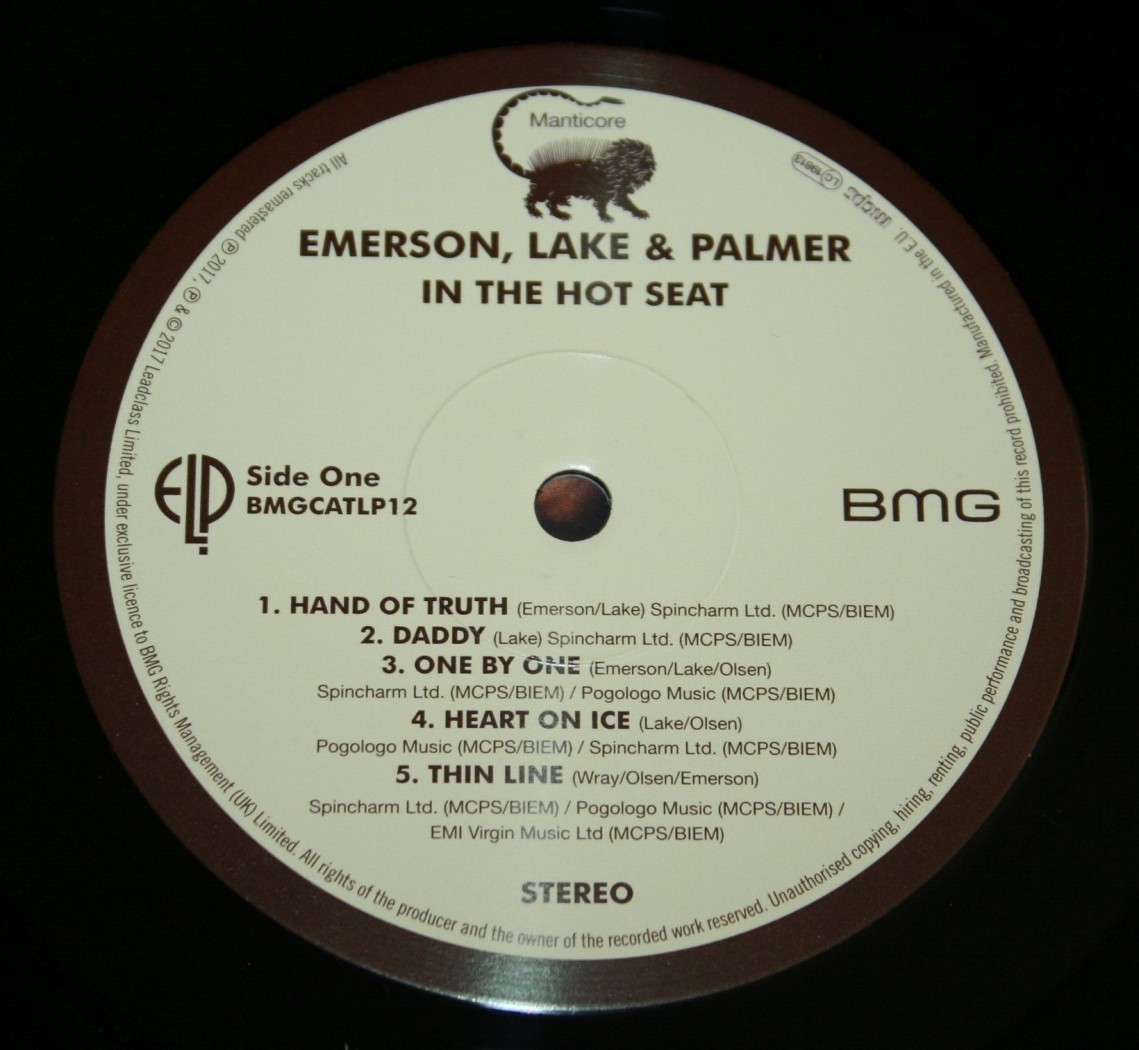 Manticore
EMERSON, LAKE & PALMER
IN THE HOT SEAT
ELP
Side One
BMGCATLP12
BMG
1. HAND OF TRUTH (Emerson/Lake) Spincharm Ltd. (MCPS/BIEM)
2. DADDY (Lake) Spincharm Ltd. (MCPS/BIEM)
3. ONE BY ONE (Emerson/Lake/Olsen)
Spincharm Ltd. (MCPS/BIEM) / Pogologo Music (MCPS/BIEM)
4. HEART ON ICE (Lake/Olsen)
Pogologo Music (MCPS/BIEM) / Spincharm Ltd. (MCPS/BIEM)
5. THIN LINE (Wray/Olsen/Emerson)
Spincharm Ltd. (MCPS/BIEM) / Pogologo Music (MCPS/BIEM) /
EMI Virgin Music Ltd (MCPS/BIEM)
STEREO
All tracks remastered ℗ 2017, ℗ & © 2017 Leadclass Limited, under exclusive licence to BMG Rights Management (UK) Limited. All rights of the producer and the owner of the recorded work reserved. Unauthorised copying, hiring, renting, public performance and broadcasting of this record prohibited. Manufactured in the E.U. mcps LC19813